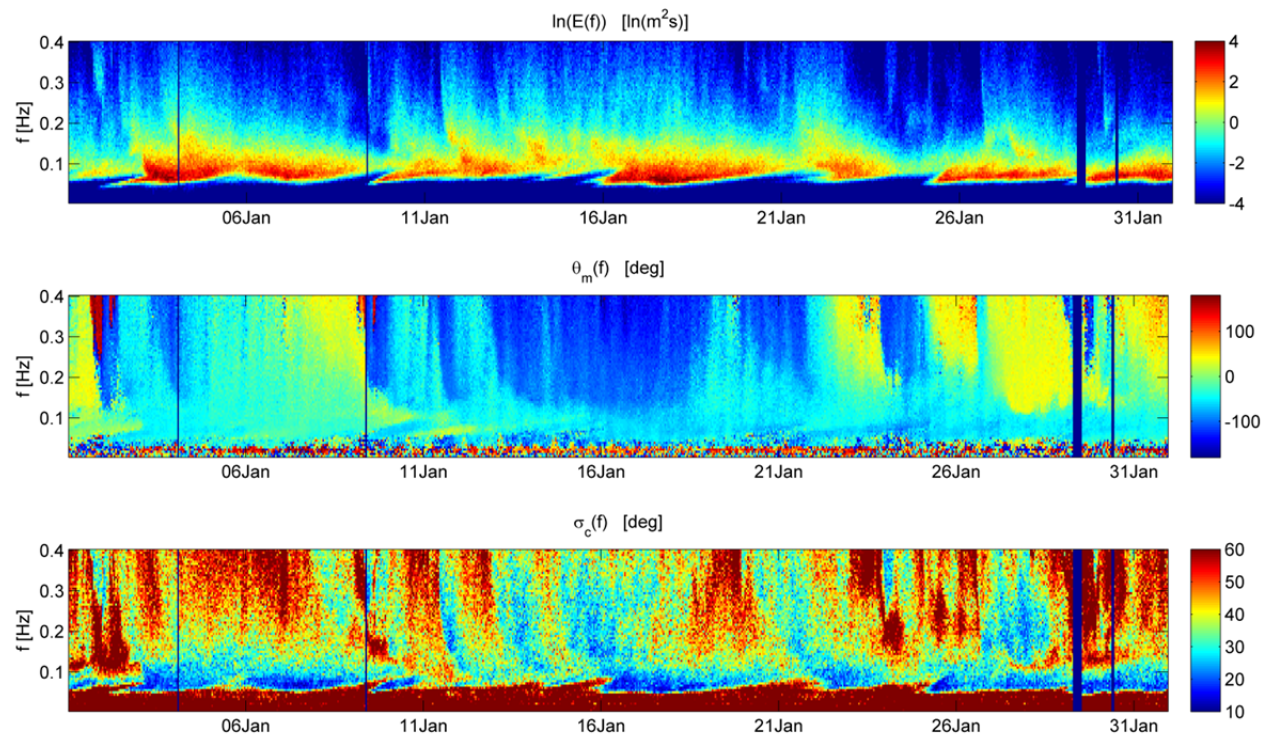 ln(E(f)) [ln(m²s)]
f [Hz]
0.4
0.3
0.2
0.1
06Jan 11Jan 16Jan 21Jan 26Jan 31Jan
4
2
0
-2
-4
θm(f) [deg]
f [Hz]
0.4
0.3
0.2
0.1
06Jan 11Jan 16Jan 21Jan 26Jan 31Jan
100
0
-100
σc(f) [deg]
f [Hz]
0.4
0.3
0.2
0.1
06Jan 11Jan 16Jan 21Jan 26Jan 31Jan
60
50
40
30
20
10